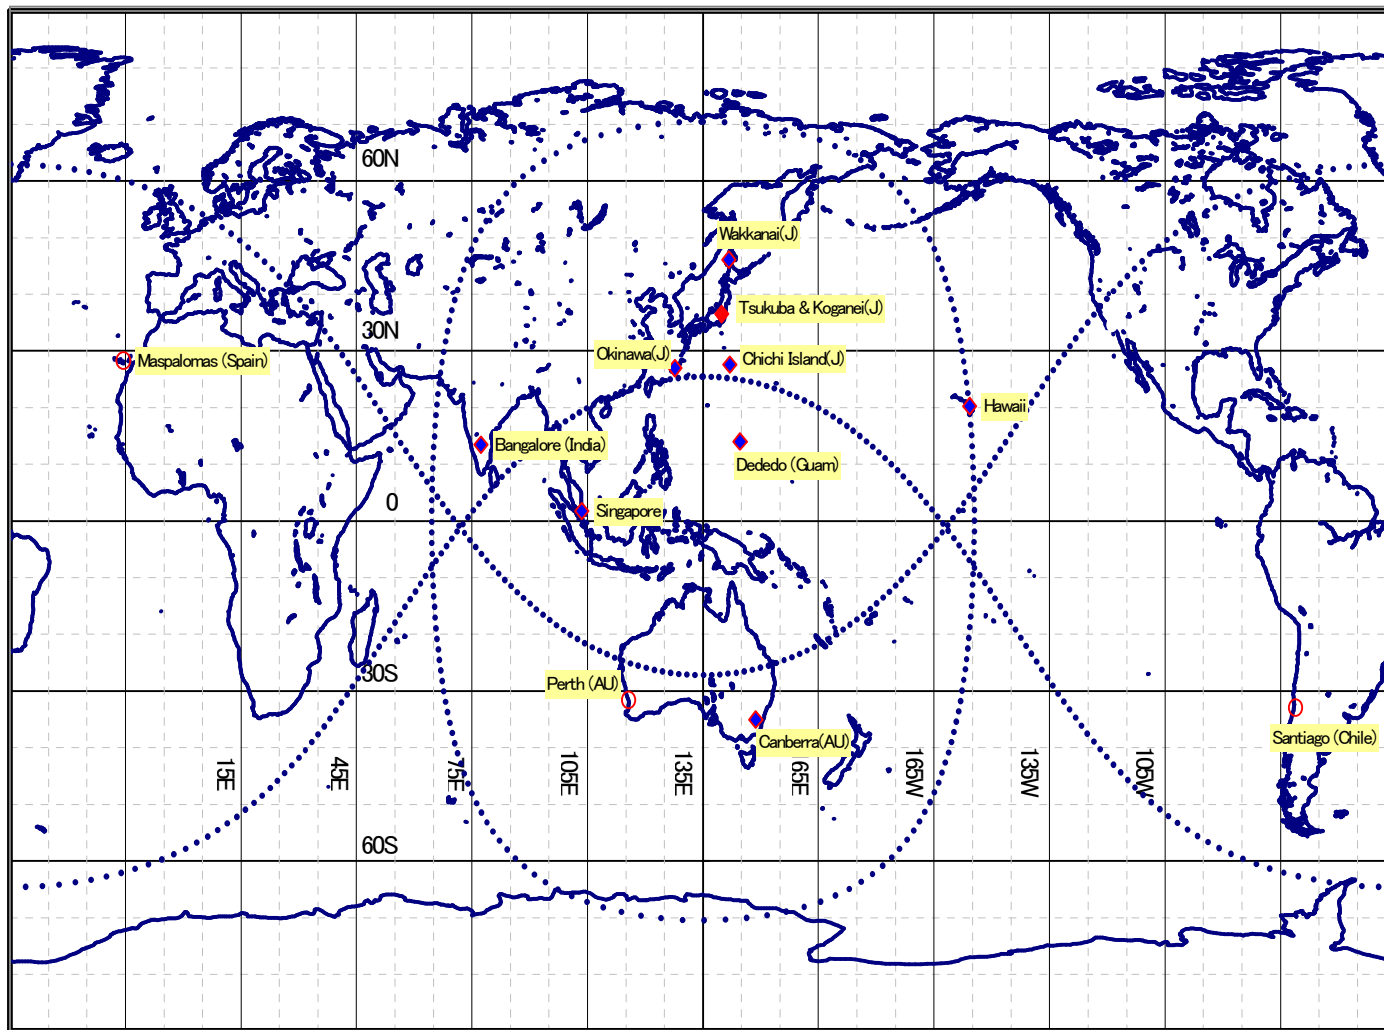 60N
Wakkanai(J)
Tsukuba & Koganei(J)
30N
Okinawa(J)
Chichi Island(J)
Maspalomas (Spain)
Hawaii
Bangalore (India)
Dededo (Guam)
0
Singapore
30S
Perth (AU)
Santiago (Chile)
Canberra(AU)
15E
45E
75E
105E
135E
65E
165W
135W
105W
60S